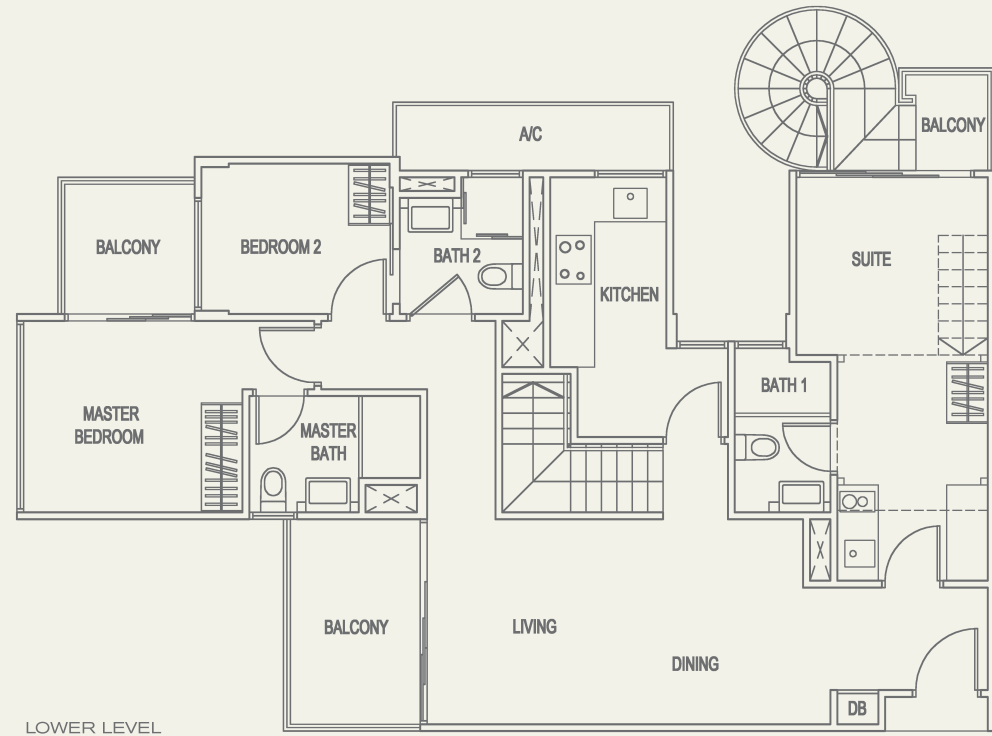 A/C
BALCONY
BALCONY
BEDROOM 2
BATH 2
SUITE
KITCHEN
BATH 1
MASTER
BEDROOM
MASTER
BATH
BALCONY
LIVING
DINING
DB
LOWER LEVEL